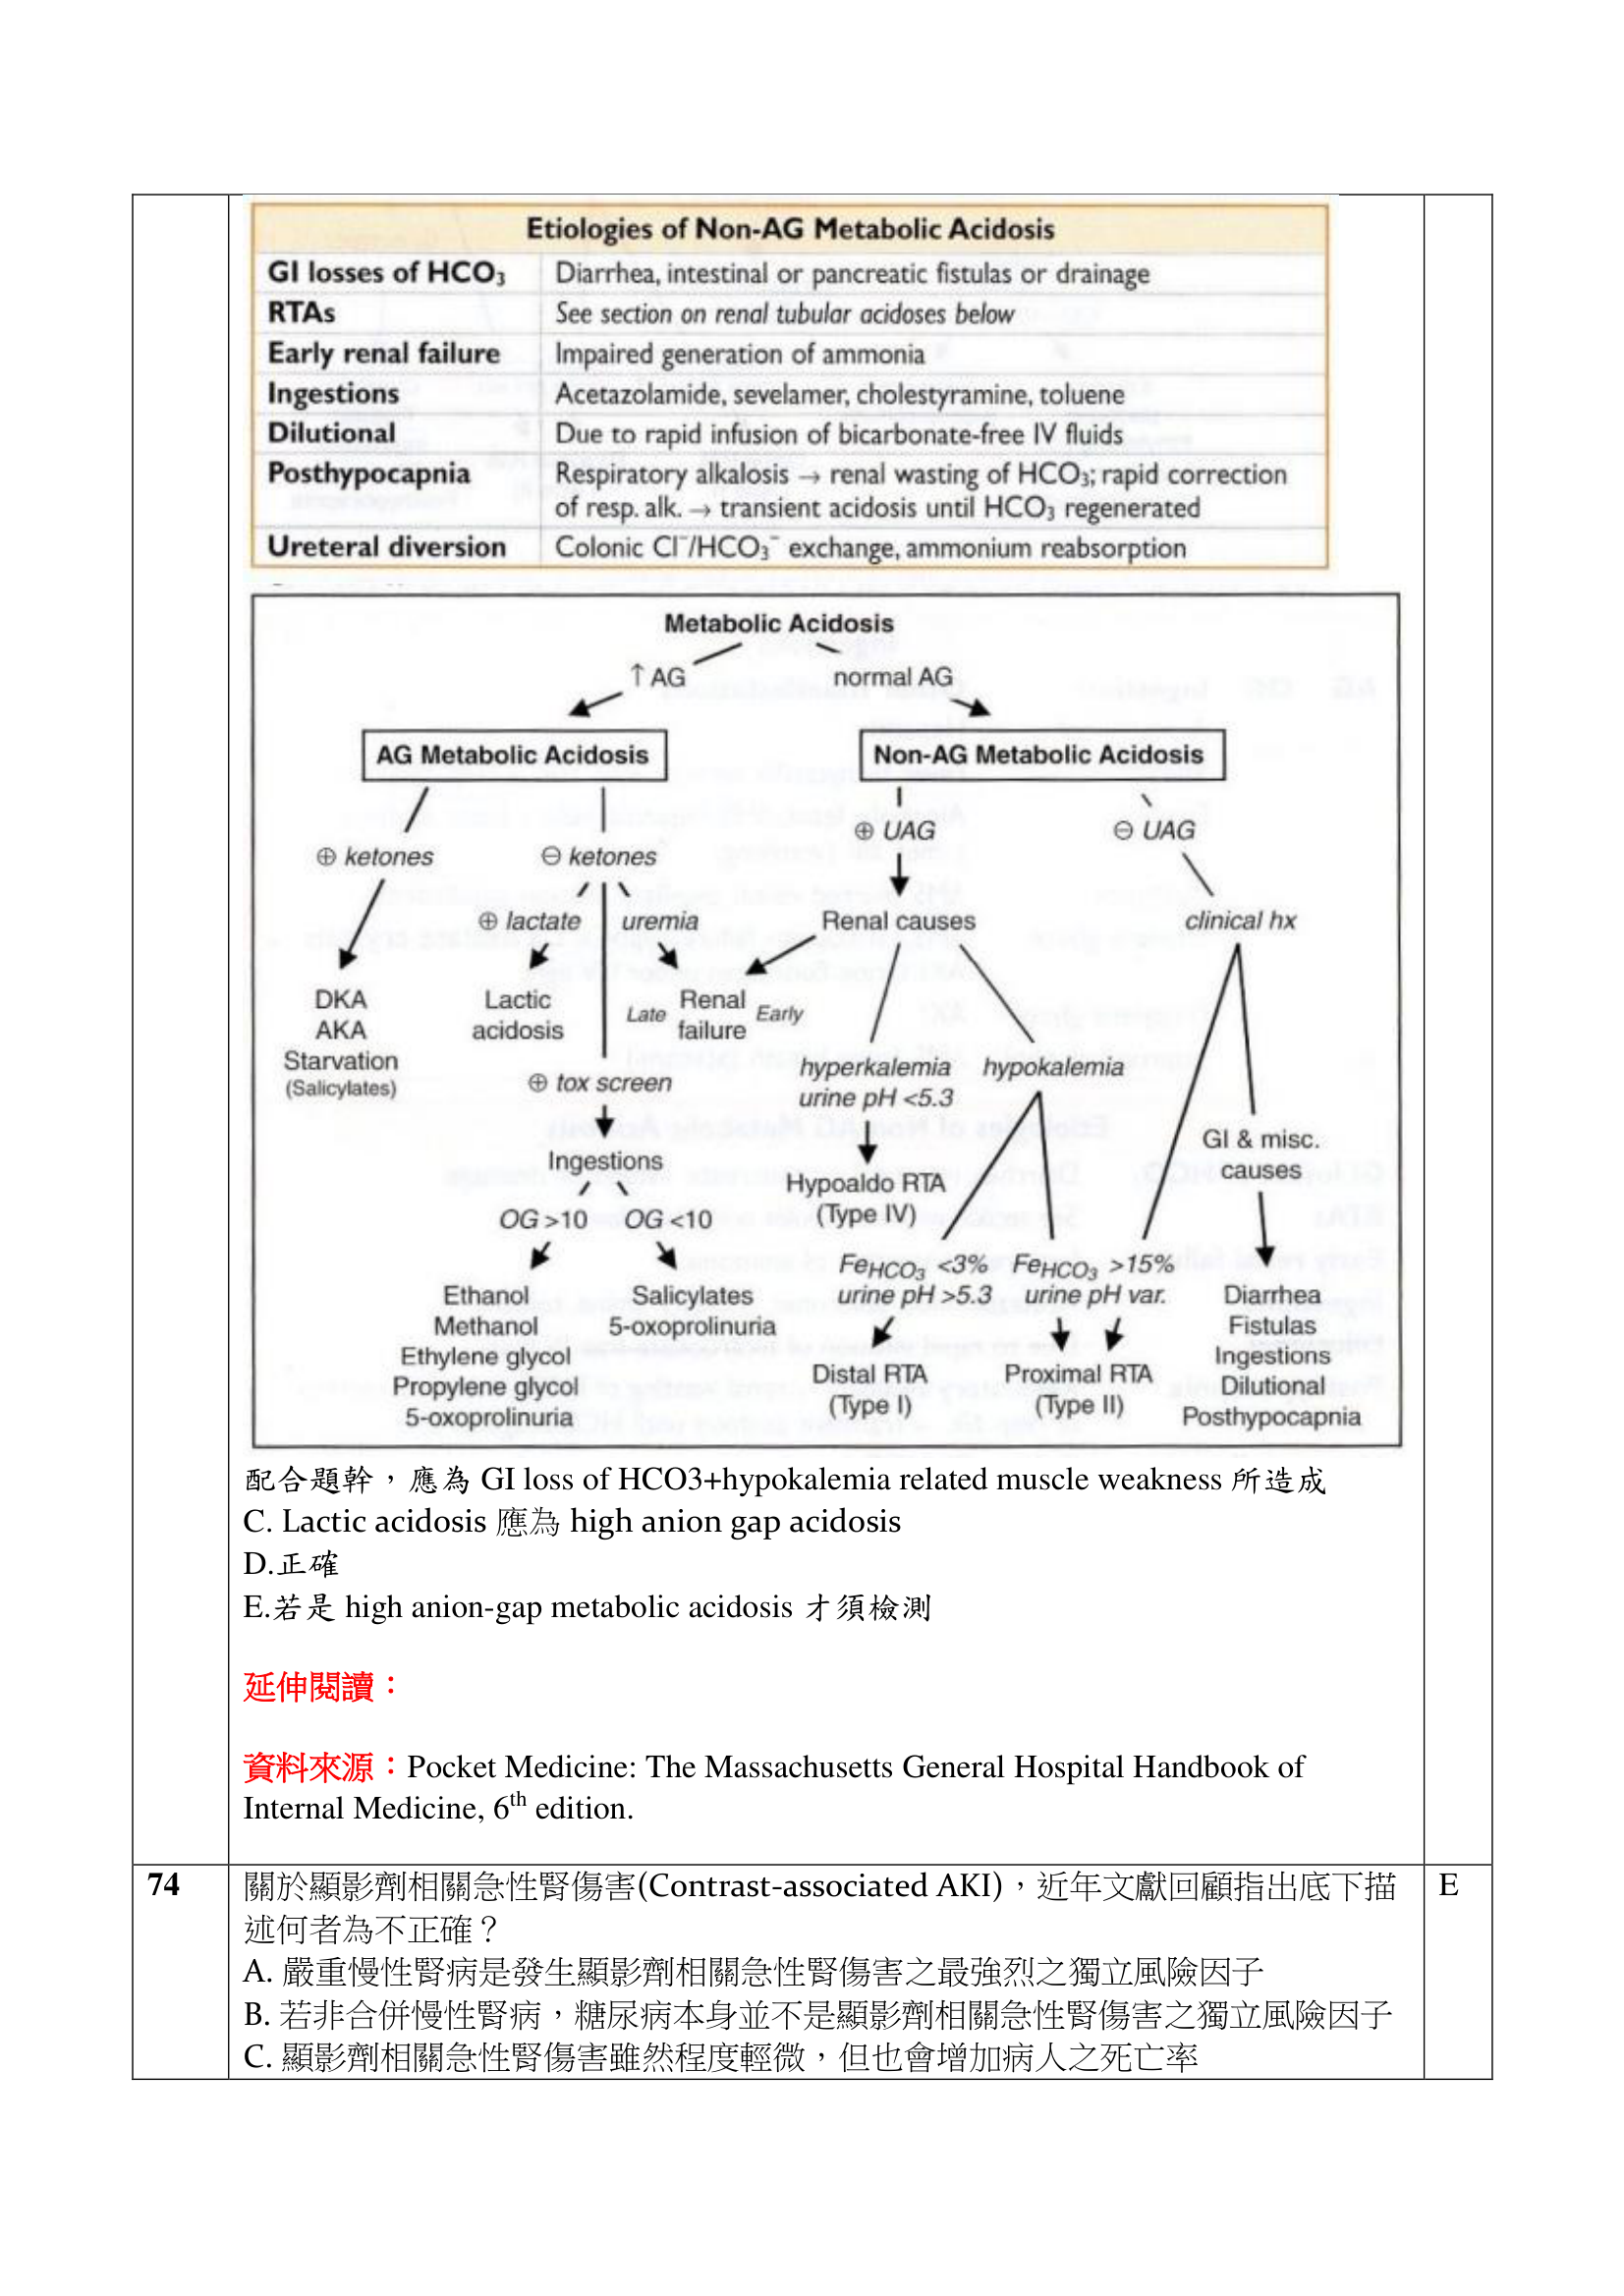 Etiologies of Non-AG Metabolic Acidosis
GI losses of HCO₃ Diarrhea, intestinal or pancreatic fistulas or drainage
RTAs See section on renal tubular acidoses below
Early renal failure Impaired generation of ammonia
Ingestions Acetazolamide, sevelamer, cholestyramine, toluene
Dilutional Due to rapid infusion of bicarbonate-free IV fluids
Posthypocapnia Respiratory alkalosis → renal wasting of HCO₃; rapid correction
of resp. alk. → transient acidosis until HCO₃ regenerated
Ureteral diversion Colonic Cl⁻/HCO₃⁻ exchange, ammonium reabsorption
Metabolic Acidosis
↑ AG normal AG
AG Metabolic Acidosis Non-AG Metabolic Acidosis
⊕ UAG ⊖ UAG
⊕ ketones ⊖ ketones
⊕ lactate uremia Renal causes clinical hx
DKA Lactic Renal
Late Early
AKA acidosis failure
Starvation
(Salicylates)
⊕ tox screen hyperkalemia hypokalemia
urine pH <5.3
GI & misc.
Ingestions causes
Hypoaldo RTA
OG >10 OG <10 (Type IV)
FeHCO₃ <3% FeHCO₃ >15%
Ethanol Salicylates urine pH >5.3 urine pH var. Diarrhea
Methanol 5-oxoprolinuria Fistulas
Ethylene glycol Ingestions
Propylene glycol Distal RTA Proximal RTA Dilutional
5-oxoprolinuria (Type I) (Type II) Posthypocapnia
配合題幹，應為 GI loss of HCO3+hypokalemia related muscle weakness 所造成
C. Lactic acidosis 應為 high anion gap acidosis
D.正確
E.若是 high anion-gap metabolic acidosis 才須檢測
延伸閱讀：
資料來源：Pocket Medicine: The Massachusetts General Hospital Handbook of
Internal Medicine, 6th edition.
74 關於顯影劑相關急性腎傷害(Contrast-associated AKI)，近年文獻回顧指出底下描 E
述何者為不正確？
A. 嚴重慢性腎病是發生顯影劑相關急性腎傷害之最強烈之獨立風險因子
B. 若非合併慢性腎病，糖尿病本身並不是顯影劑相關急性腎傷害之獨立風險因子
C. 顯影劑相關急性腎傷害雖然程度輕微，但也會增加病人之死亡率